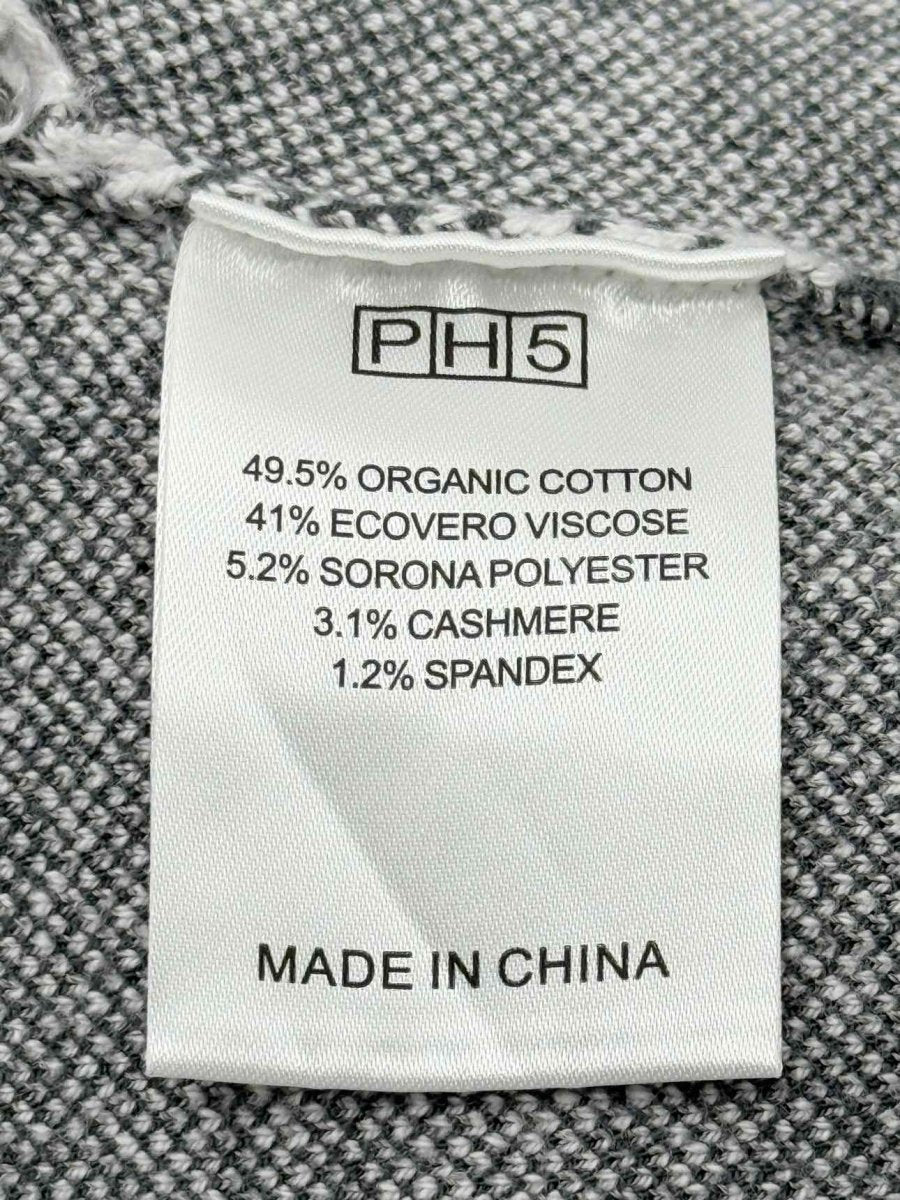 PH5
49.5% ORGANIC COTTON
41% ECOVERO VISCOSE
5.2% SORONA POLYESTER
3.1% CASHMERE
1.2% SPANDEX
MADE IN CHINA